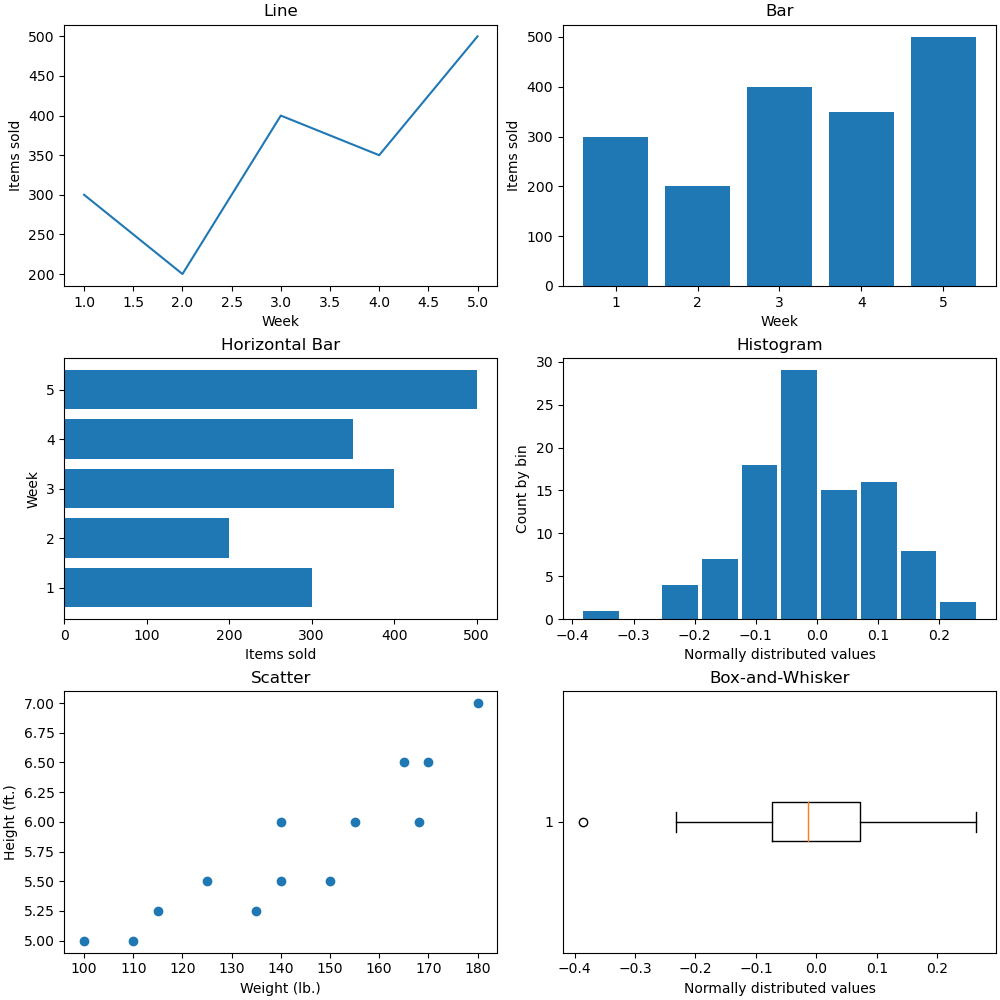 Line
Items sold
500
450
400
350
300
250
200
1.0 1.5 2.0 2.5 3.0 3.5 4.0 4.5 5.0
Week
Bar
Items sold
500
400
300
200
100
0
1 2 3 4 5
Week
Horizontal Bar
Week
5
4
3
2
1
0 100 200 300 400 500
Items sold
Histogram
Count by bin
30
25
20
15
10
5
0
−0.4 −0.3 −0.2 −0.1 0.0 0.1 0.2
Normally distributed values
Scatter
Height (ft.)
7.00
6.75
6.50
6.25
6.00
5.75
5.50
5.25
5.00
100 110 120 130 140 150 160 170 180
Weight (lb.)
Box-and-Whisker
1
−0.4 −0.3 −0.2 −0.1 0.0 0.1 0.2
Normally distributed values